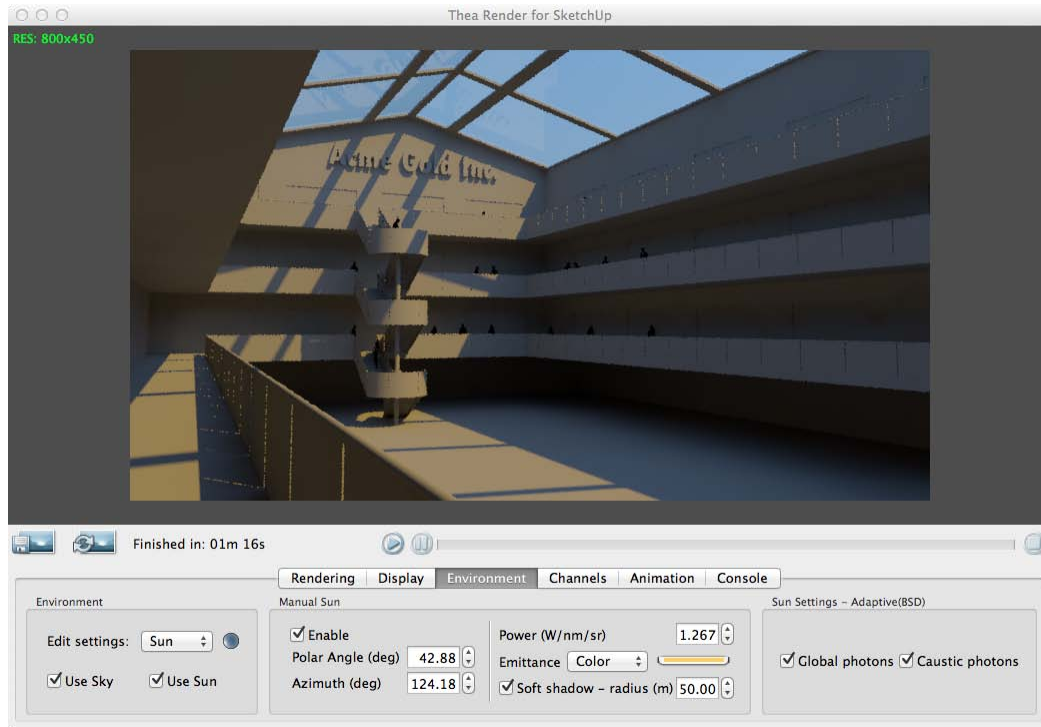 Thea Render for SketchUp
RES: 800x450
Acme Gold Inc.
Finished in: 01m 16s
Rendering Display Environment Channels Animation Console
Environment
Edit settings: Sun
Use Sky Use Sun
Manual Sun
Enable
Polar Angle (deg) 42.88
Azimuth (deg) 124.18
Power (W/nm/sr) 1.267
Emittance Color
Soft shadow - radius (m) 50.00
Sun Settings - Adaptive(BSD)
Global photons Caustic photons